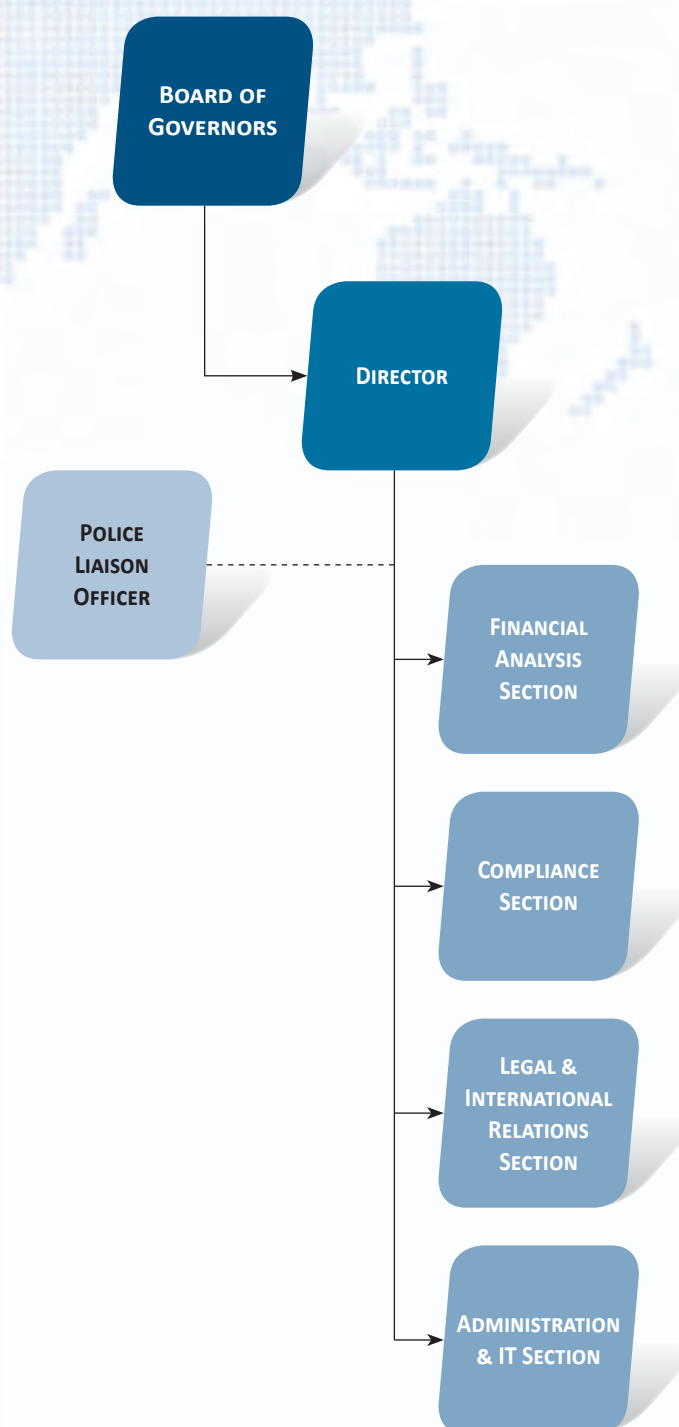 BOARD OF
GOVERNORS
DIRECTOR
POLICE
LIAISON
OFFICER
FINANCIAL
ANALYSIS
SECTION
COMPLIANCE
SECTION
LEGAL &
INTERNATIONAL
RELATIONS
SECTION
ADMINISTRATION
& IT SECTION